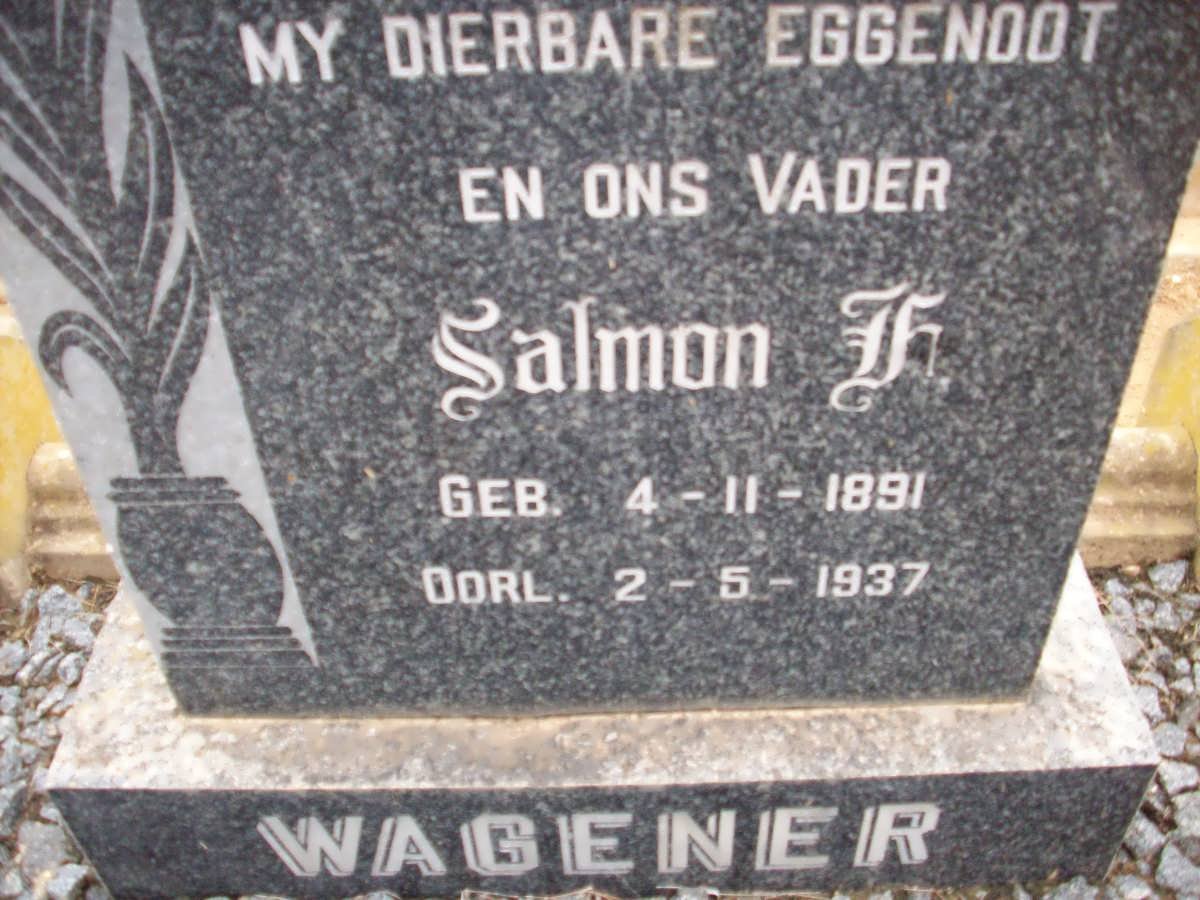 MY DIERBARE EGGENOOT
EN ONS VADER
Salmon F
GEB. 4-11-1891
OORL. 2-5-1937
WAGENER